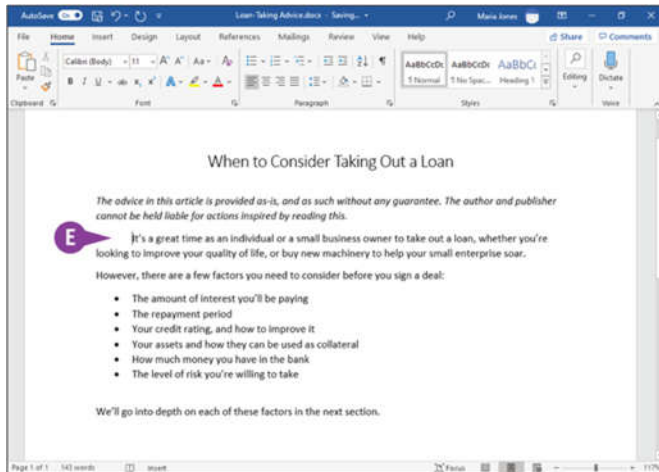 AutoSave On Loan-Taking Advice.docx - Saving... Maria Jones
File Home Insert Design Layout References Mailings Review View Help Share Comments
Calibri (Body) 11 A A Aa
Paste B I U ab x x A A
AaBbCcDc AaBbCcDc AaBbCc
¶ Normal ¶ No Spac... Heading 1
Editing Dictate
Clipboard Font Paragraph Styles Voice
When to Consider Taking Out a Loan
The advice in this article is provided as-is, and as such without any guarantee. The author and publisher
cannot be held liable for actions inspired by reading this.
E
It's a great time as an individual or a small business owner to take out a loan, whether you're
looking to improve your quality of life, or buy new machinery to help your small enterprise soar.
However, there are a few factors you need to consider before you sign a deal:
• The amount of interest you'll be paying
• The repayment period
• Your credit rating, and how to improve it
• Your assets and how they can be used as collateral
• How much money you have in the bank
• The level of risk you're willing to take
We'll go into depth on each of these factors in the next section.
Page 1 of 1 143 words Insert Focus